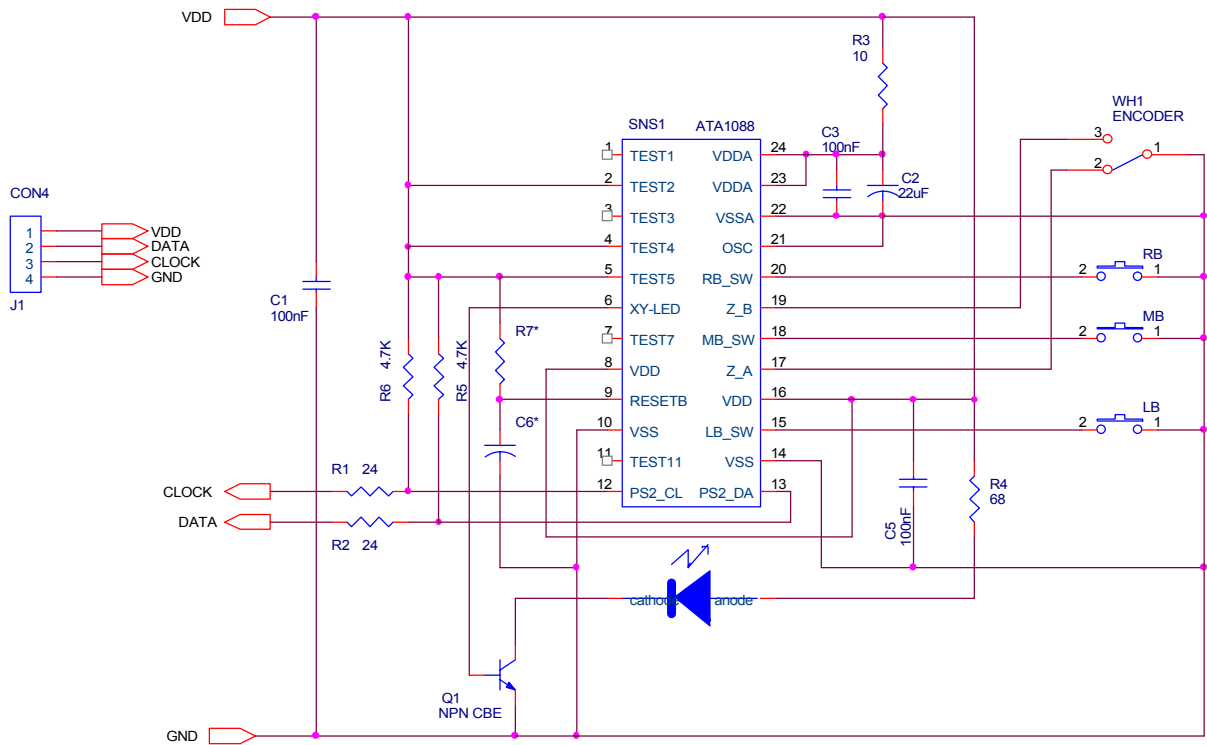 VDD
R3
10
WH1
ENCODER
SNS1 ATA1088
C3
100nF
C2
22uF
1 TEST1
2 TEST2
3 TEST3
4 TEST4
5 TEST5
6 XY-LED
7 TEST7
8 VDD
9 RESETB
10 VSS
11 TEST11
12 PS2_CL
VDDA 24
VDDA 23
VSSA 22
OSC 21
RB_SW 20
Z_B 19
MB_SW 18
Z_A 17
VDD 16
LB_SW 15
VSS 14
PS2_DA 13
3
2
1
CON4
1 VDD
2 DATA
3 CLOCK
4 GND
J1
C1
100nF
R6 4.7K
R5 4.7K
R7*
C6*
RB
2 1
MB
2 1
LB
2 1
R1 24
CLOCK
DATA
R2 24
C5
100nF
R4
68
cathode anode
Q1
NPN CBE
GND